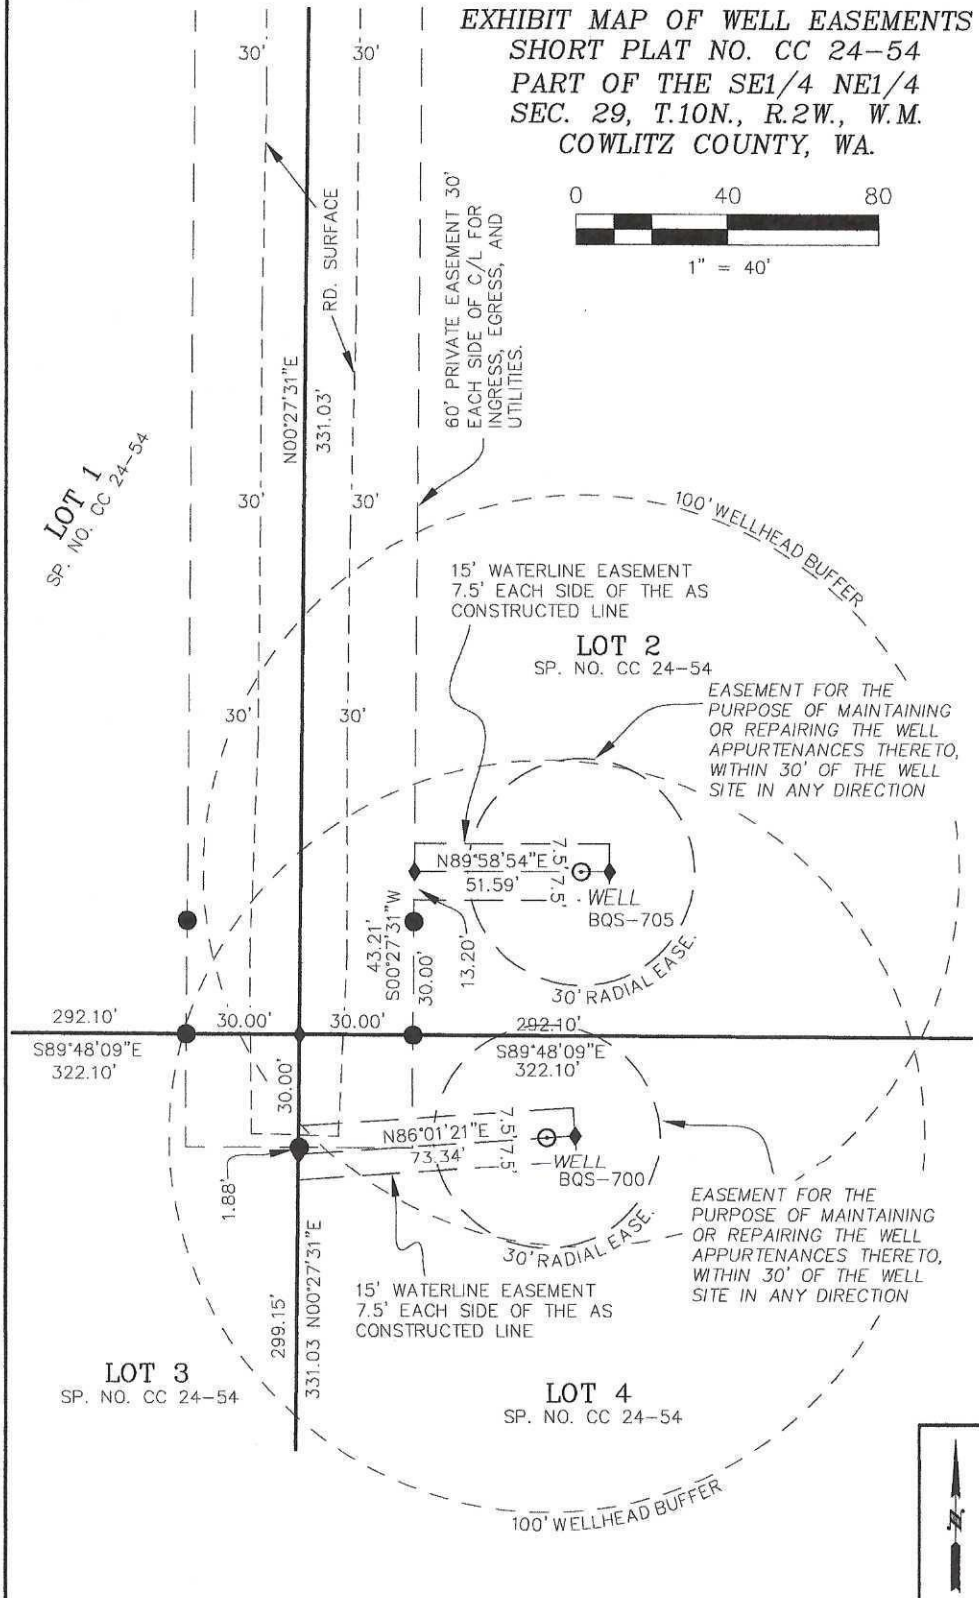 EXHIBIT MAP OF WELL EASEMENTS
SHORT PLAT NO. CC 24-54
PART OF THE SE1/4 NE1/4
SEC. 29, T.10N., R.2W., W.M.
COWLITZ COUNTY, WA.
0 40 80
1" = 40'
30' 30'
RD. SURFACE
60' PRIVATE EASEMENT 30'
EACH SIDE OF C/L FOR
INGRESS, EGRESS, AND
UTILITIES.
N00°27'31"E
331.03'
LOT 1
SP. NO. CC 24-54
30' 30'
100' WELLHEAD BUFFER
15' WATERLINE EASEMENT
7.5' EACH SIDE OF THE AS
CONSTRUCTED LINE
LOT 2
SP. NO. CC 24-54
EASEMENT FOR THE
PURPOSE OF MAINTAINING
OR REPAIRING THE WELL
APPURTENANCES THERETO,
WITHIN 30' OF THE WELL
SITE IN ANY DIRECTION
30' 30'
N89°58'54"E
51.59'
7.5' 7.5'
WELL
BQS-705
43.21'
S00°27'31"W
30.00'
13.20'
30' RADIAL EASE.
292.10' 30.00' 30.00' 292.10'
S89°48'09"E
322.10'
S89°48'09"E
322.10'
30.00'
N86°01'21"E
73.34'
7.5' 7.5'
WELL
BQS-700
1.88'
30' RADIAL EASE.
EASEMENT FOR THE
PURPOSE OF MAINTAINING
OR REPAIRING THE WELL
APPURTENANCES THERETO,
WITHIN 30' OF THE WELL
SITE IN ANY DIRECTION
15' WATERLINE EASEMENT
7.5' EACH SIDE OF THE AS
CONSTRUCTED LINE
299.15'
331.03 N00°27'31"E
LOT 3
SP. NO. CC 24-54
LOT 4
SP. NO. CC 24-54
100' WELLHEAD BUFFER
N